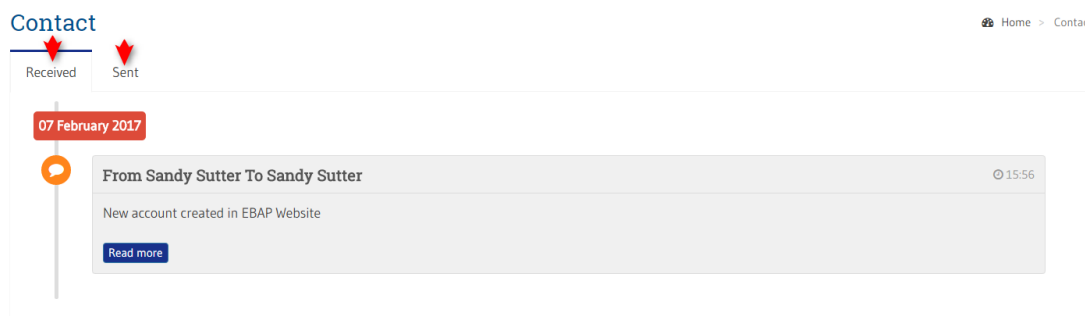 Contact
Home > Contac
Received Sent
07 February 2017
From Sandy Sutter To Sandy Sutter 15:56
New account created in EBAP Website
Read more